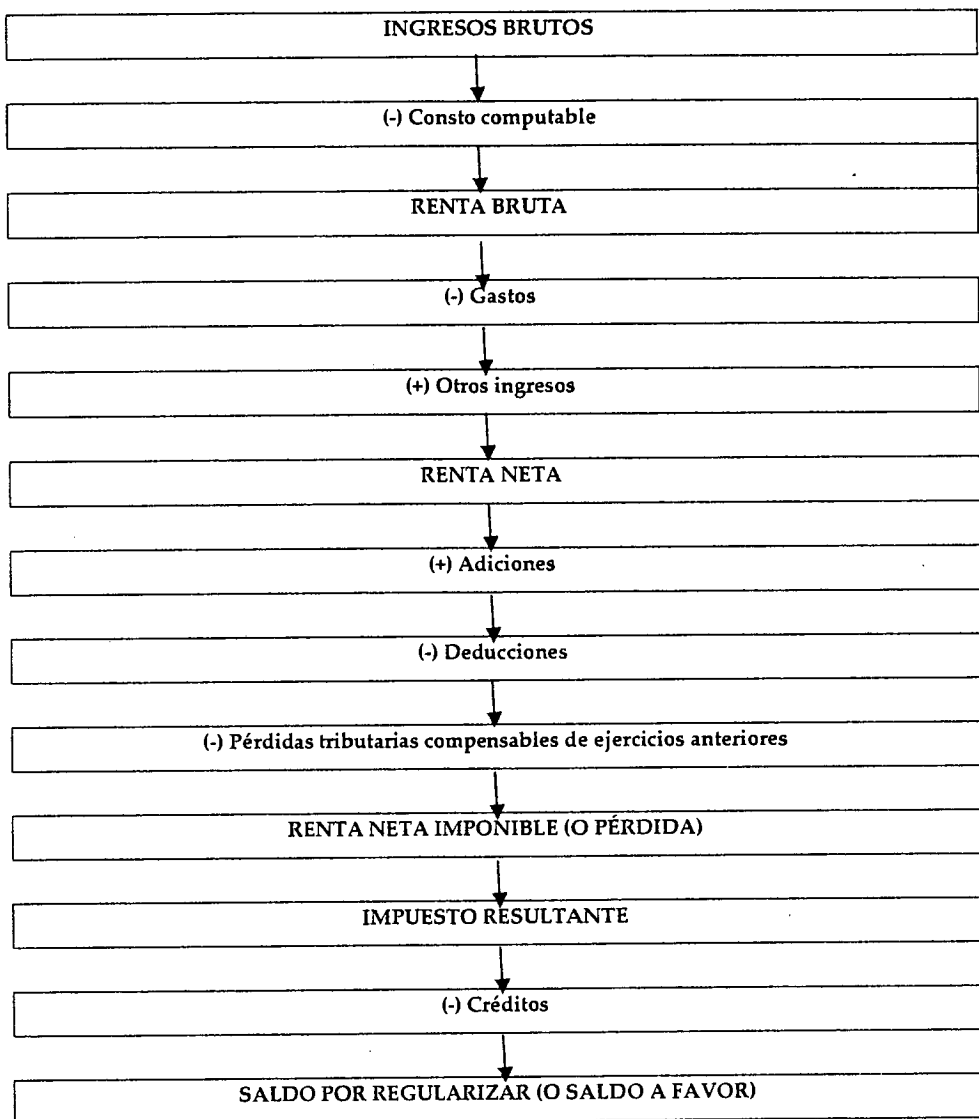 INGRESOS BRUTOS
(-) Consto computable
RENTA BRUTA
(-) Gastos
(+) Otros ingresos
RENTA NETA
(+) Adiciones
(-) Deducciones
(-) Pérdidas tributarias compensables de ejercicios anteriores
RENTA NETA IMPONIBLE (O PÉRDIDA)
IMPUESTO RESULTANTE
(-) Créditos
SALDO POR REGULARIZAR (O SALDO A FAVOR)